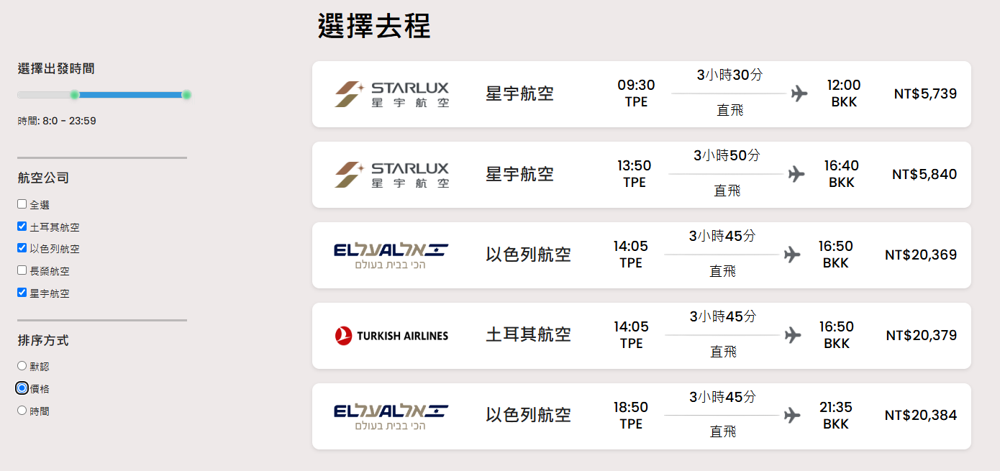 選擇去程
選擇出發時間
時間: 8:0 - 23:59
航空公司
全選
土耳其航空
以色列航空
長榮航空
星宇航空
排序方式
默認
價格
時間
STARLUX
星宇航空
星宇航空
09:30
TPE
3小時30分
直飛
12:00
BKK
NT$5,739
STARLUX
星宇航空
星宇航空
13:50
TPE
3小時50分
直飛
16:40
BKK
NT$5,840
ELVALאלעל
הכי בבית בעולם
以色列航空
14:05
TPE
3小時45分
直飛
16:50
BKK
NT$20,369
TURKISH AIRLINES
土耳其航空
14:05
TPE
3小時45分
直飛
16:50
BKK
NT$20,379
ELVALאלעל
הכי בבית בעולם
以色列航空
18:50
TPE
3小時45分
直飛
21:35
BKK
NT$20,384